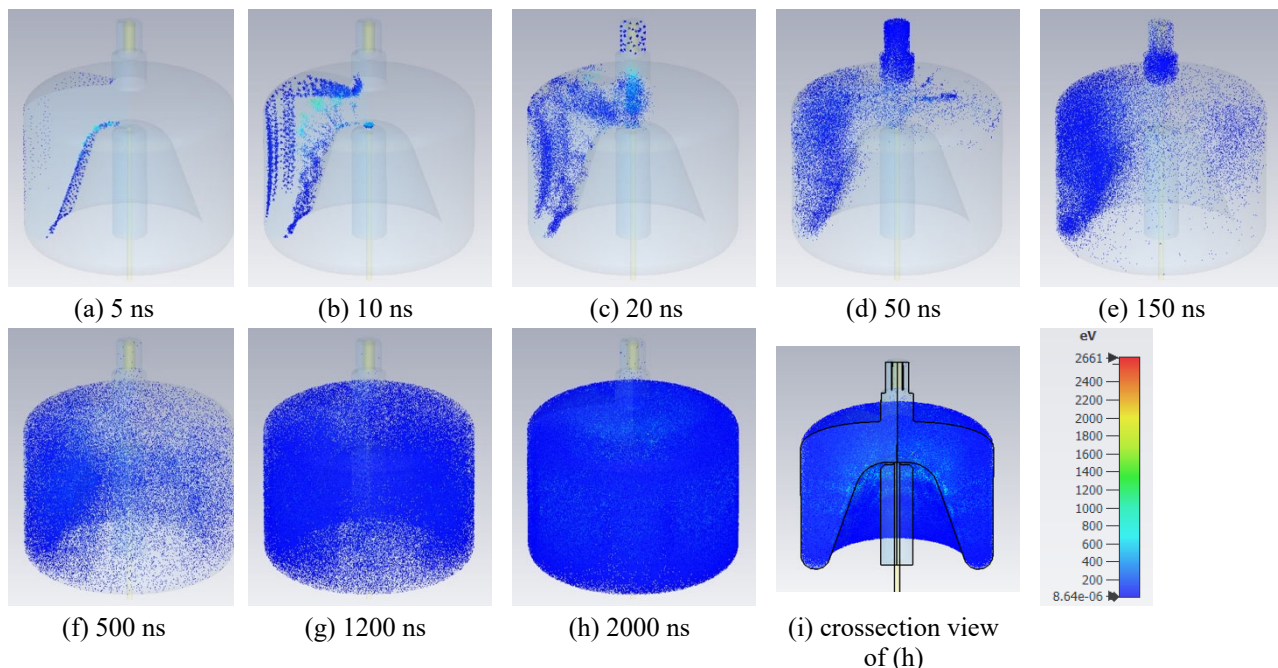 (a) 5 ns
(b) 10 ns
(c) 20 ns
(d) 50 ns
(e) 150 ns
eV
2661
2400
2200
2000
1800
1600
1400
1200
1000
800
600
400
200
8.64e-06
(f) 500 ns
(g) 1200 ns
(h) 2000 ns
(i) crossection view
of (h)